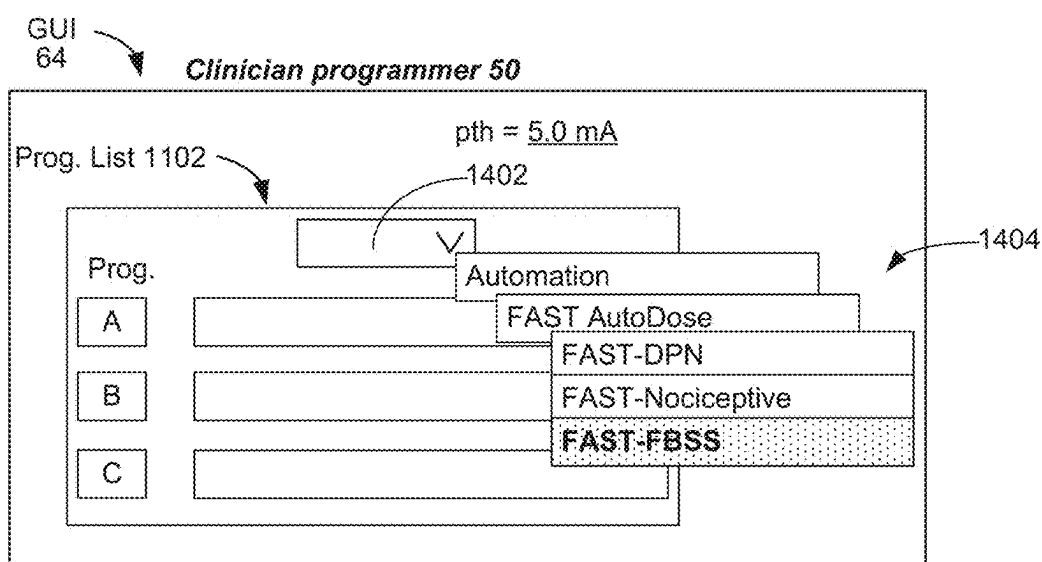 GUI
64
Clinician programmer 50
pth = 5.0 mA
Prog. List 1102
1402
1404
Prog.
Automation
A
FAST AutoDose
FAST-DPN
B
FAST-Nociceptive
FAST-FBSS
C